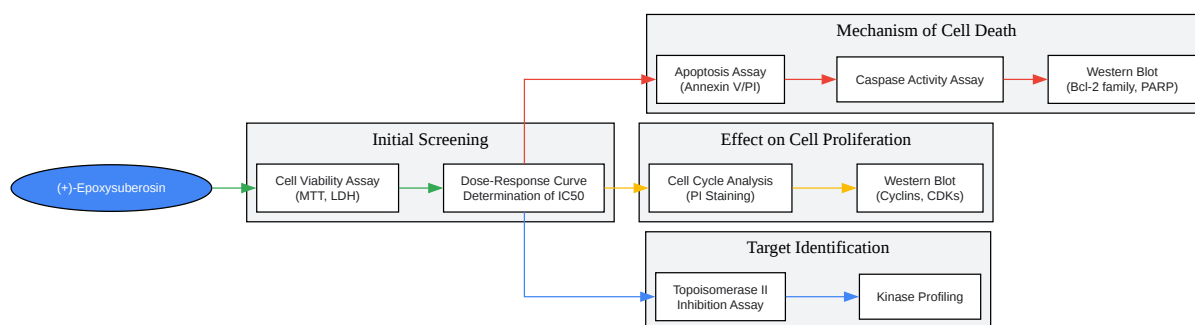 Mechanism of Cell Death
Apoptosis Assay
(Annexin V/PI)
Caspase Activity Assay
Western Blot
(Bcl-2 family, PARP)
Initial Screening
Effect on Cell Proliferation
(+)-Epoxysuberosin
Cell Viability Assay
(MTT, LDH)
Dose-Response Curve
Determination of IC50
Cell Cycle Analysis
(PI Staining)
Western Blot
(Cyclins, CDKs)
Target Identification
Topoisomerase II
Inhibition Assay
Kinase Profiling